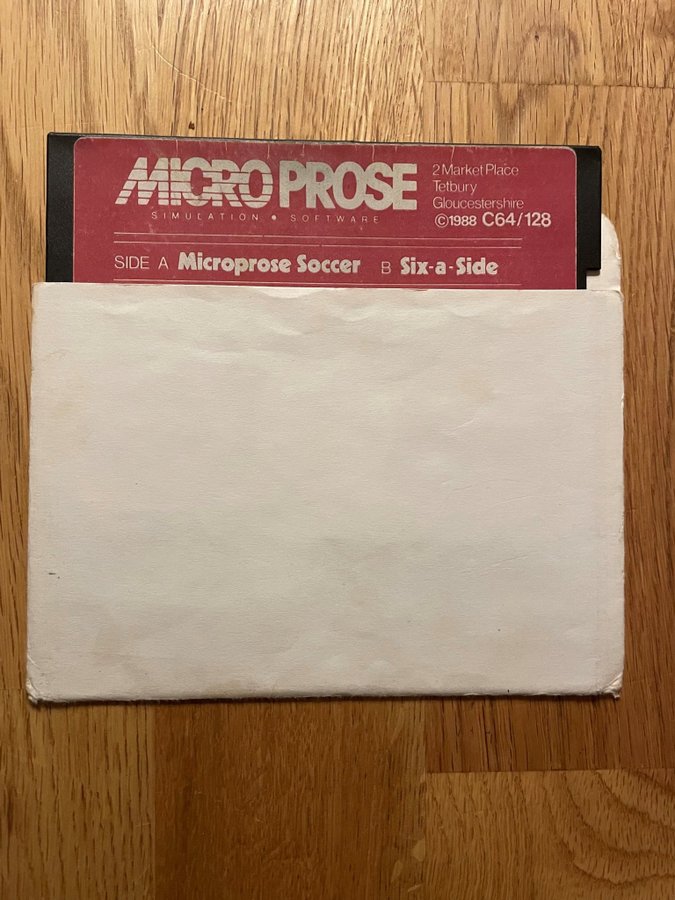 MICRO PROSE
SIMULATION • SOFTWARE
2 Market Place
Tetbury
Gloucestershire
©1988 C64/128
SIDE A Microprose Soccer B Six-a-Side